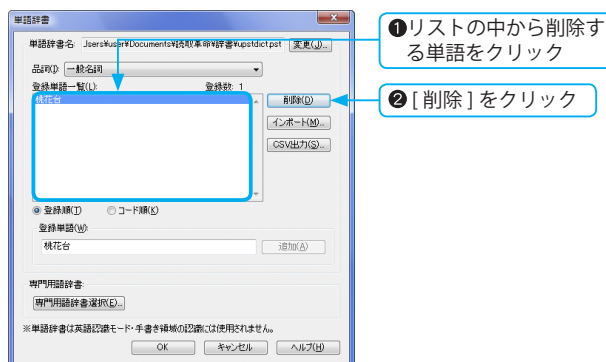 単語辞書
単語辞書名: Jsers¥user¥Documents¥読取革命¥辞書¥upstdict.pst 変更(J)...
品詞(I): 一般名詞
登録単語一覧(L): 登録数: 1
桃花台
削除(D)
インポート(M)...
CSV出力(S)...
登録順(T) コード順(K)
登録単語(W):
桃花台 追加(A)
専門用語辞書:
専門用語辞書選択(E)...
※単語辞書は英語認識モード・手書き領域の認識には使用されません。
OK キャンセル ヘルプ(H)
❶リストの中から削除す
る単語をクリック
❷ [ 削除 ] をクリック